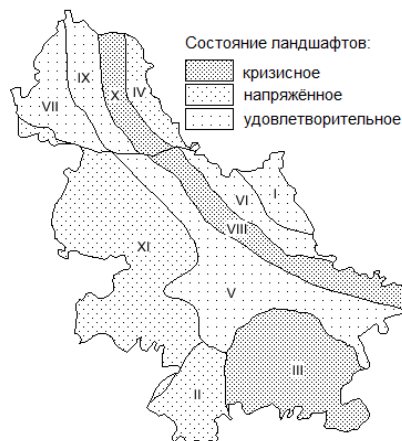 Состояние ландшафтов:
кризисное
напряжённое
удовлетворительное
IX
X
IV
VII
I
VI
VIII
XI
V
III
II